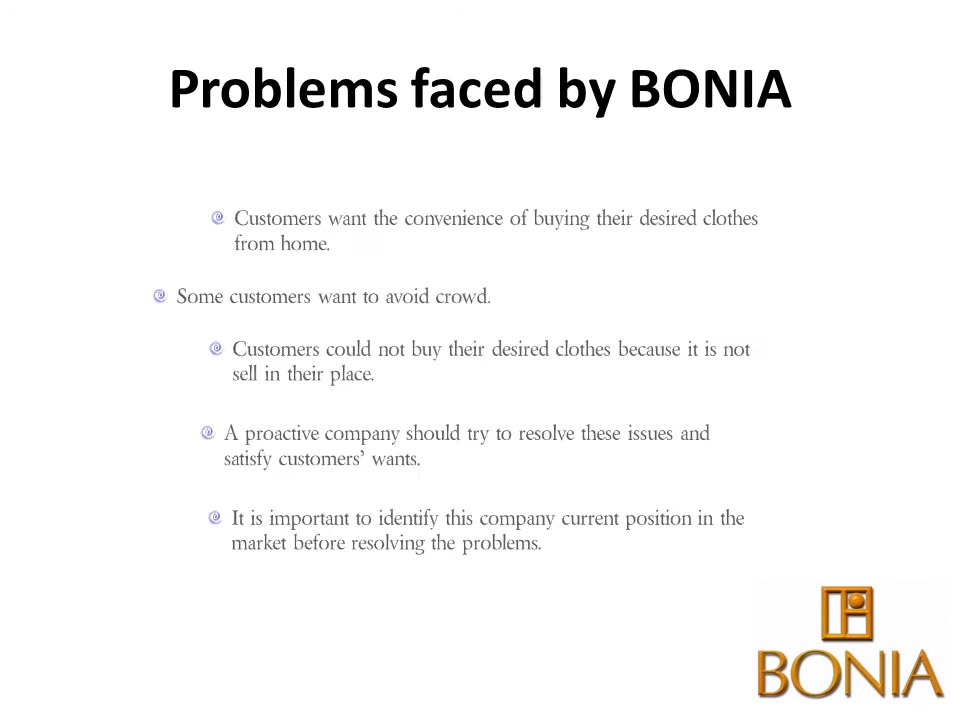 Problems faced by BONIA
Customers want the convenience of buying their desired clothes
from home.
Some customers want to avoid crowd.
Customers could not buy their desired clothes because it is not
sell in their place.
A proactive company should try to resolve these issues and
satisfy customers’ wants.
It is important to identify this company current position in the
market before resolving the problems.
BONIA